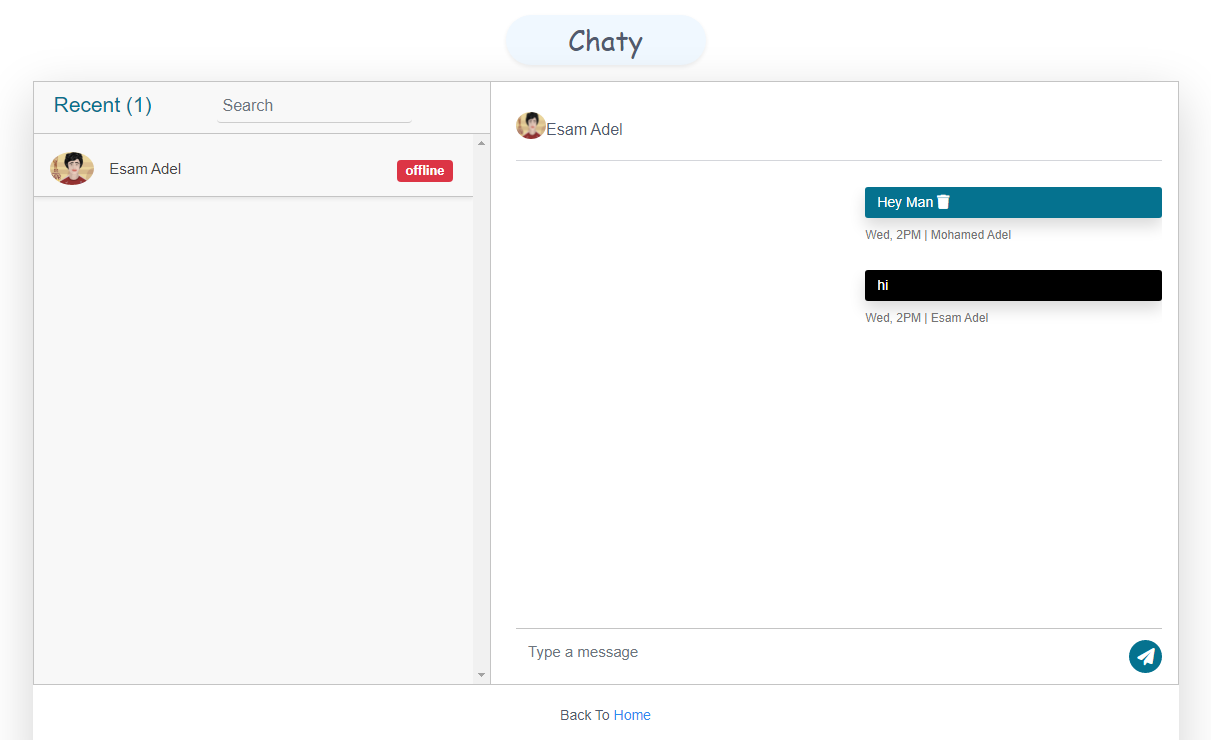 Chaty
Recent (1)
Search
Esam Adel
offline
Esam Adel
Hey Man
Wed, 2PM | Mohamed Adel
hi
Wed, 2PM | Esam Adel
Type a message
Back To Home